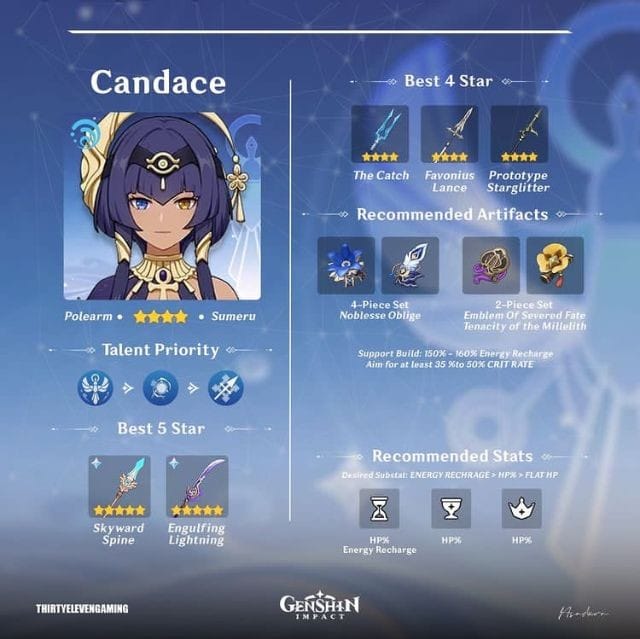 Candace
Polearm • • Sumeru
Talent Priority
Best 5 Star
Skyward
Spine
Engulfing
Lightning
Best 4 Star
The Catch
Favonius
Lance
Prototype
Starglitter
Recommended Artifacts
4-Piece Set
Noblesse Oblige
2-Piece Set
Emblem Of Severed Fate
Tenacity of the Millelith
Support Build: 150% - 160% Energy Recharge
Aim for at least 35 %to 50% CRIT RATE
Recommended Stats
Desired Substat: ENERGY RECHRAGE > HP% > FLAT HP
HP%
Energy Recharge
HP%
HP%
THIRTYELEVENGAMING
GENSHIN
IMPACT